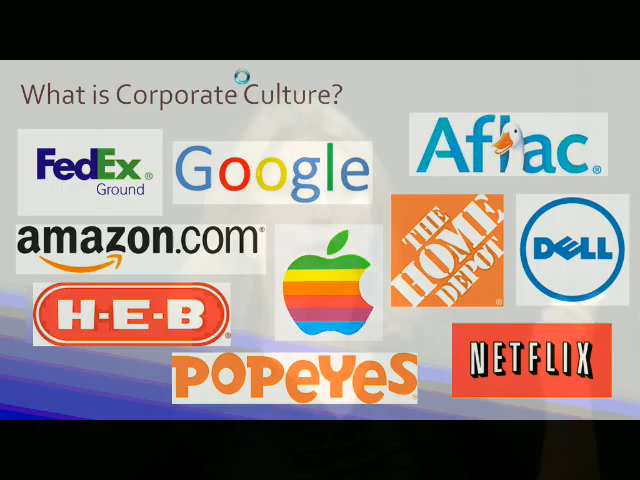 What is Corporate Culture?
FedEx®
Ground
Google
Aflac®
amazon.com®
THE
HOME
DEPOT®
DELL
H-E-B®
POPEYES®
NETFLIX